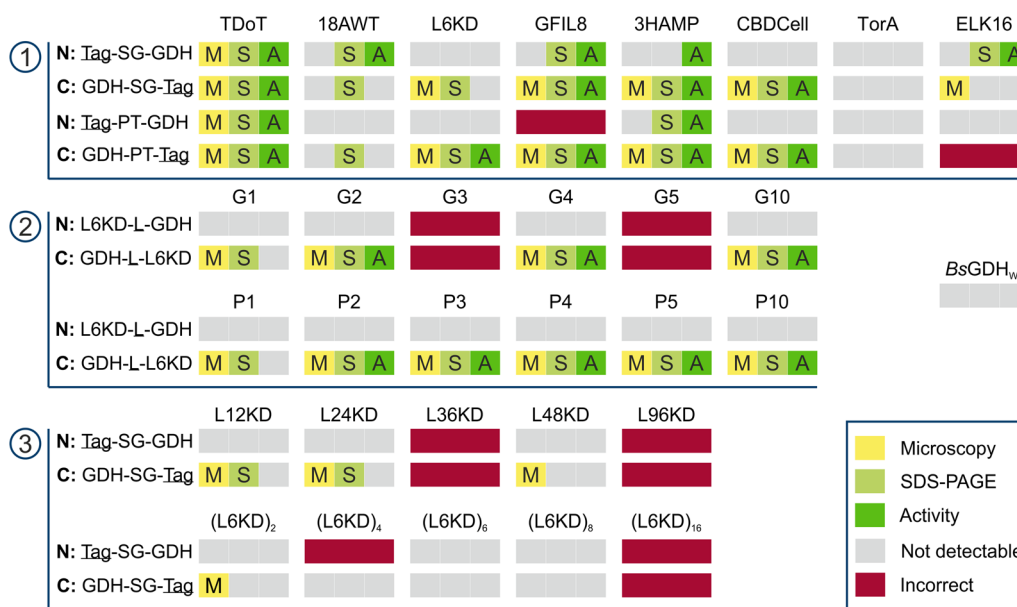 TDoT 18AWT L6KD GFIL8 3HAMP CBDCell TorA ELK16
1 N: Tag-SG-GDH M S A S A S A A S A
C: GDH-SG-Tag M S A S M S M S A M S A M S A M
N: Tag-PT-GDH M S A S A
C: GDH-PT-Tag M S A S M S A M S A M S A M S A
G1 G2 G3 G4 G5 G10
2 N: L6KD-L-GDH
C: GDH-L-L6KD M S M S A M S A M S A
BsGDH
P1 P2 P3 P4 P5 P10
N: L6KD-L-GDH
C: GDH-L-L6KD M S M S A M S A M S A M S A M S A
L12KD L24KD L36KD L48KD L96KD
3 N: Tag-SG-GDH
C: GDH-SG-Tag M S M S M
(L6KD)2 (L6KD)4 (L6KD)6 (L6KD)8 (L6KD)16
N: Tag-SG-GDH
C: GDH-SG-Tag M
Microscopy
SDS-PAGE
Activity
Not detectable
Incorrect